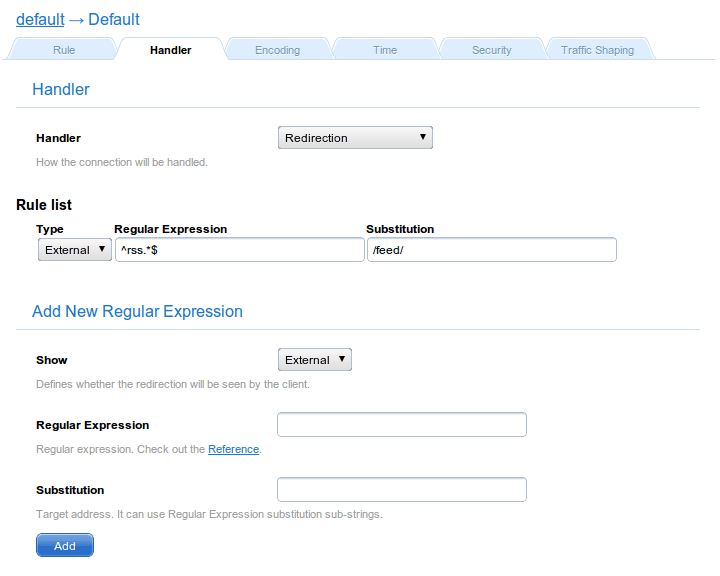 default → Default
Rule Handler Encoding Time Security Traffic Shaping
Handler
Handler Redirection
How the connection will be handled.
Rule list
Type Regular Expression Substitution
External ^rss.*$ /feed/
Add New Regular Expression
Show External
Defines whether the redirection will be seen by the client.
Regular Expression
Regular expression. Check out the Reference.
Substitution
Target address. It can use Regular Expression substitution sub-strings.
Add